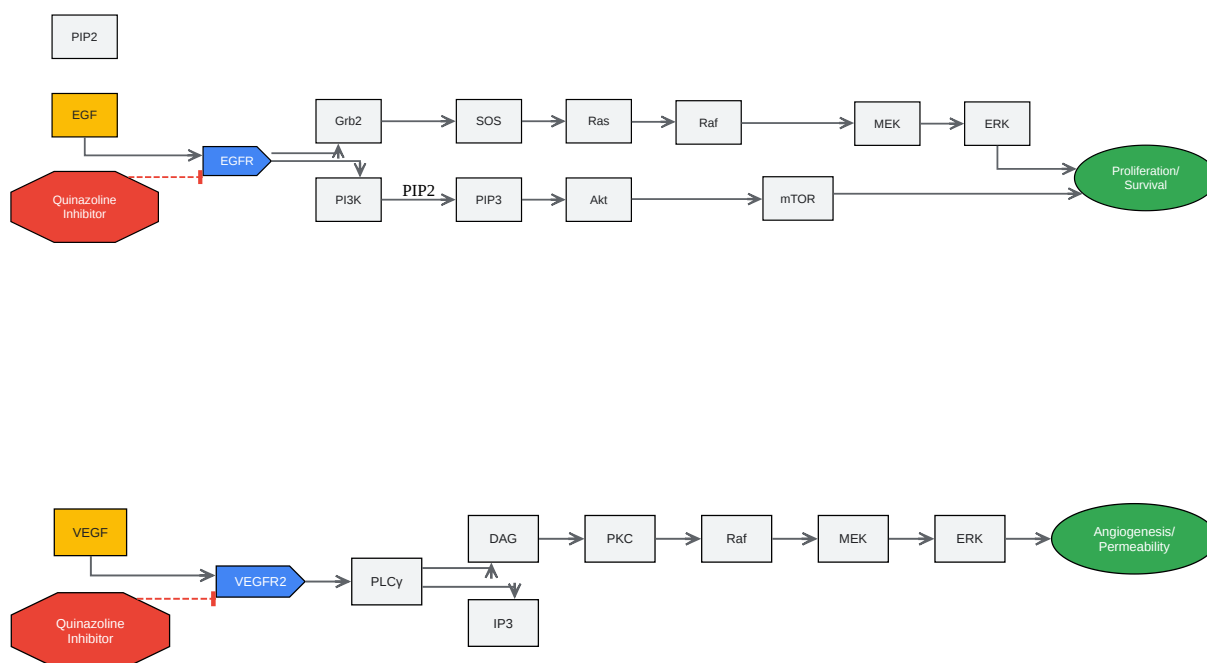 PIP2
EGF
Grb2
SOS
Ras
Raf
MEK
ERK
EGFR
Proliferation/
Survival
Quinazoline
Inhibitor
PI3K
PIP2
PIP3
Akt
mTOR
VEGF
DAG
PKC
Raf
MEK
ERK
Angiogenesis/
Permeability
VEGFR2
PLCγ
Quinazoline
Inhibitor
IP3